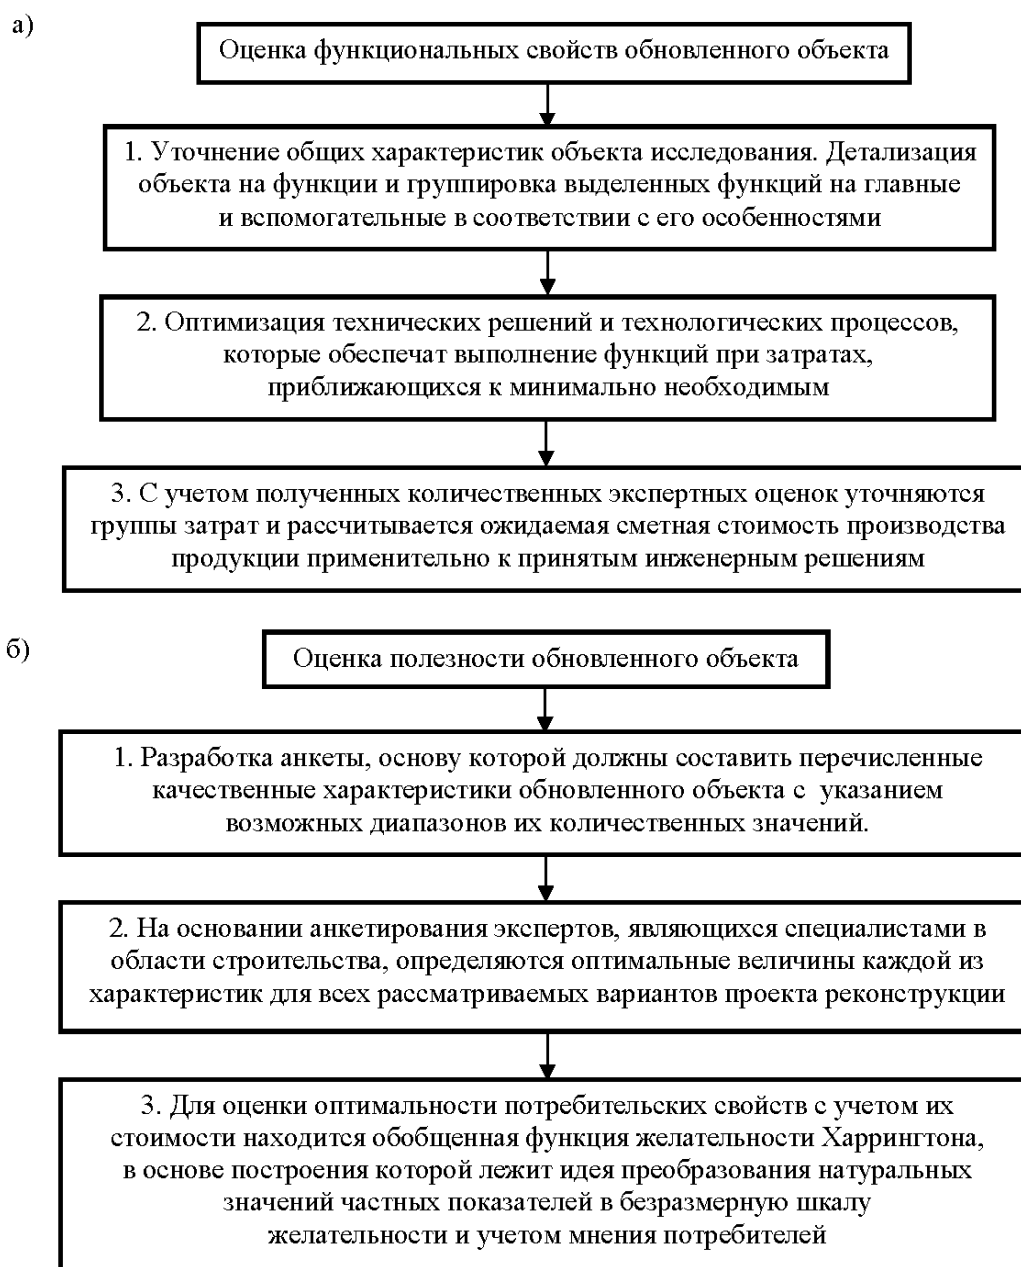 а)
Оценка функциональных свойств обновленного объекта
1. Уточнение общих характеристик объекта исследования. Детализация
объекта на функции и группировка выделенных функций на главные
и вспомогательные в соответствии с его особенностями
2. Оптимизация технических решений и технологических процессов,
которые обеспечат выполнение функций при затратах,
приближающихся к минимально необходимым
3. С учетом полученных количественных экспертных оценок уточняются
группы затрат и рассчитывается ожидаемая сметная стоимость производства
продукции применительно к принятым инженерным решениям
б)
Оценка полезности обновленного объекта
1. Разработка анкеты, основу которой должны составить перечисленные
качественные характеристики обновленного объекта с указанием
возможных диапазонов их количественных значений.
2. На основании анкетирования экспертов, являющихся специалистами в
области строительства, определяются оптимальные величины каждой из
характеристик для всех рассматриваемых вариантов проекта реконструкции
3. Для оценки оптимальности потребительских свойств с учетом их
стоимости находится обобщенная функция желательности Харрингтона,
в основе построения которой лежит идея преобразования натуральных
значений частных показателей в безразмерную шкалу
желательности и учетом мнения потребителей